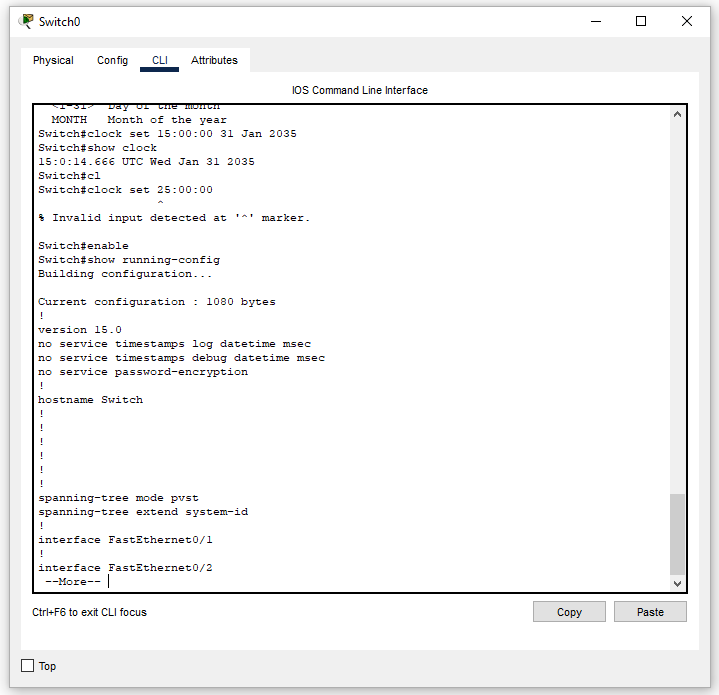 Switch0
Physical Config CLI Attributes
IOS Command Line Interface
<1-31> Day of the month
MONTH Month of the year
Switch#clock set 15:00:00 31 Jan 2035
Switch#show clock
15:0:14.666 UTC Wed Jan 31 2035
Switch#cl
Switch#clock set 25:00:00
^
% Invalid input detected at '^' marker.
Switch#enable
Switch#show running-config
Building configuration...
Current configuration : 1080 bytes
!
version 15.0
no service timestamps log datetime msec
no service timestamps debug datetime msec
no service password-encryption
!
hostname Switch
!
!
!
!
!
!
spanning-tree mode pvst
spanning-tree extend system-id
!
interface FastEthernet0/1
!
interface FastEthernet0/2
--More--
Ctrl+F6 to exit CLI focus
Copy Paste
Top